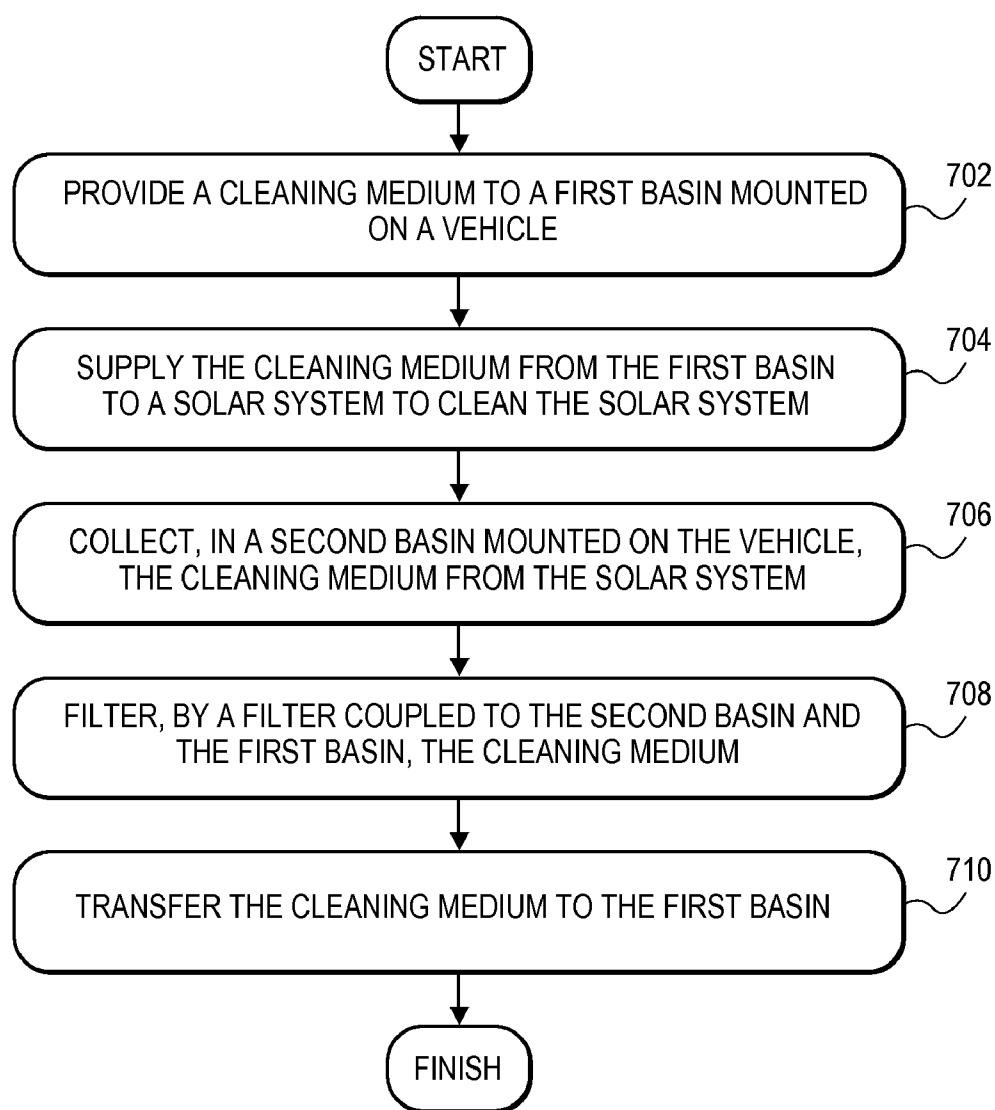 START
PROVIDE A CLEANING MEDIUM TO A FIRST BASIN MOUNTED
ON A VEHICLE
702
SUPPLY THE CLEANING MEDIUM FROM THE FIRST BASIN
TO A SOLAR SYSTEM TO CLEAN THE SOLAR SYSTEM
704
COLLECT, IN A SECOND BASIN MOUNTED ON THE VEHICLE,
THE CLEANING MEDIUM FROM THE SOLAR SYSTEM
706
FILTER, BY A FILTER COUPLED TO THE SECOND BASIN AND
THE FIRST BASIN, THE CLEANING MEDIUM
708
TRANSFER THE CLEANING MEDIUM TO THE FIRST BASIN
710
FINISH